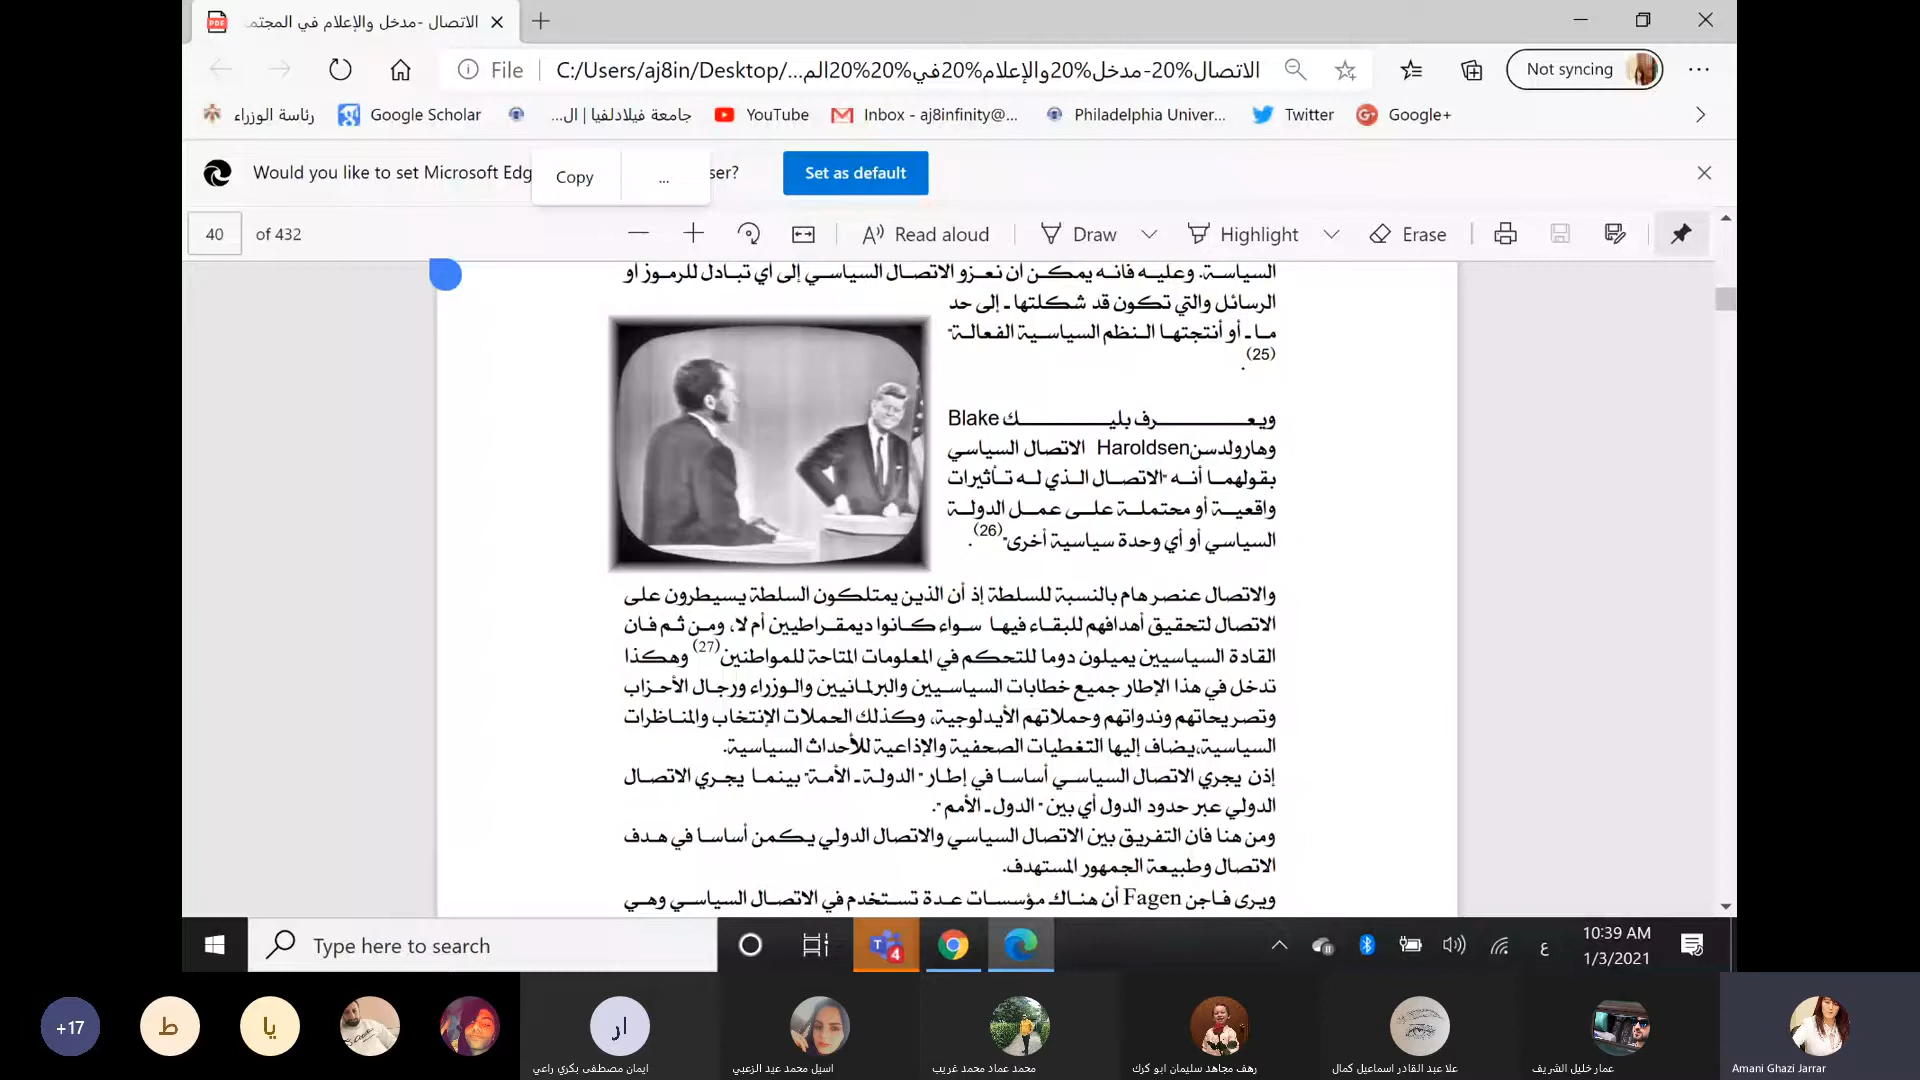 الاتصال -مدخل والإعلام في المجتمـ
File
C:/Users/aj8in/Desktop/...الاتصال%20-مدخل%20والإعلام%20في%20%20الم
Not syncing
رئاسة الوزراء
Google Scholar
جامعة فيلادلفيا | ال...
YouTube
Inbox - aj8infinity@...
Philadelphia Univer...
Twitter
Google+
Would you like to set Microsoft Edg
ser?
Set as default
Copy
...
40 of 432
Read aloud
Draw
Highlight
Erase
السياسة. وعليه فانه يمكن أن نعزو الاتصال السياسي إلى أي تبادل للرموز أو
الرسائل والتي تكون قد شكلتها ـ إلى حد
ما ـ أو أنتجتها النظم السياسية الفعالة"
(25)
.
ويعرف بليك Blake
وهارولدسن Haroldsen الاتصال السياسي
بقولهما أنه "الاتصال الذي له تأثيرات
واقعية أو محتملة على عمل الدولة
السياسي أو أي وحدة سياسية أخرى"(26).
والاتصال عنصر هام بالنسبة للسلطة إذ أن الذين يمتلكون السلطة يسيطرون على
الاتصال لتحقيق أهدافهم للبقاء فيها سواء كانوا ديمقراطيين أم لا، ومن ثم فان
القادة السياسيين يميلون دوما للتحكم في المعلومات المتاحة للمواطنين(27) وهكذا
تدخل في هذا الإطار جميع خطابات السياسيين والبرلمانيين والوزراء ورجال الأحزاب
وتصريحاتهم وندواتهم وحملاتهم الأيدلوجية، وكذلك الحملات الإنتخاب والمناظرات
السياسية،يضاف إليها التغطيات الصحفية والإذاعية للأحداث السياسية.
إذن يجري الاتصال السياسي أساسا في إطار " الدولة ـ الأمة" بينما يجري الاتصال
الدولي عبر حدود الدول أي بين " الدول ـ الأمم ".
ومن هنا فان التفريق بين الاتصال السياسي والاتصال الدولي يكمن أساسا في هدف
الاتصال وطبيعة الجمهور المستهدف.
ويرى فاجن Fagen أن هناك مؤسسات عدة تستخدم في الاتصال السياسي وهي
Type here to search
4
ع
10:39 AM
1/3/2021
+17
ط
يا
ار
ايمان مصطفى بكري راعي
اسيل محمد عيد الزعبي
محمد عماد محمد غريب
رهف مجاهد سليمان ابو كرك
علا عبد القادر اسماعيل كمال
عمار خليل الشريف
Amani Ghazi Jarrar